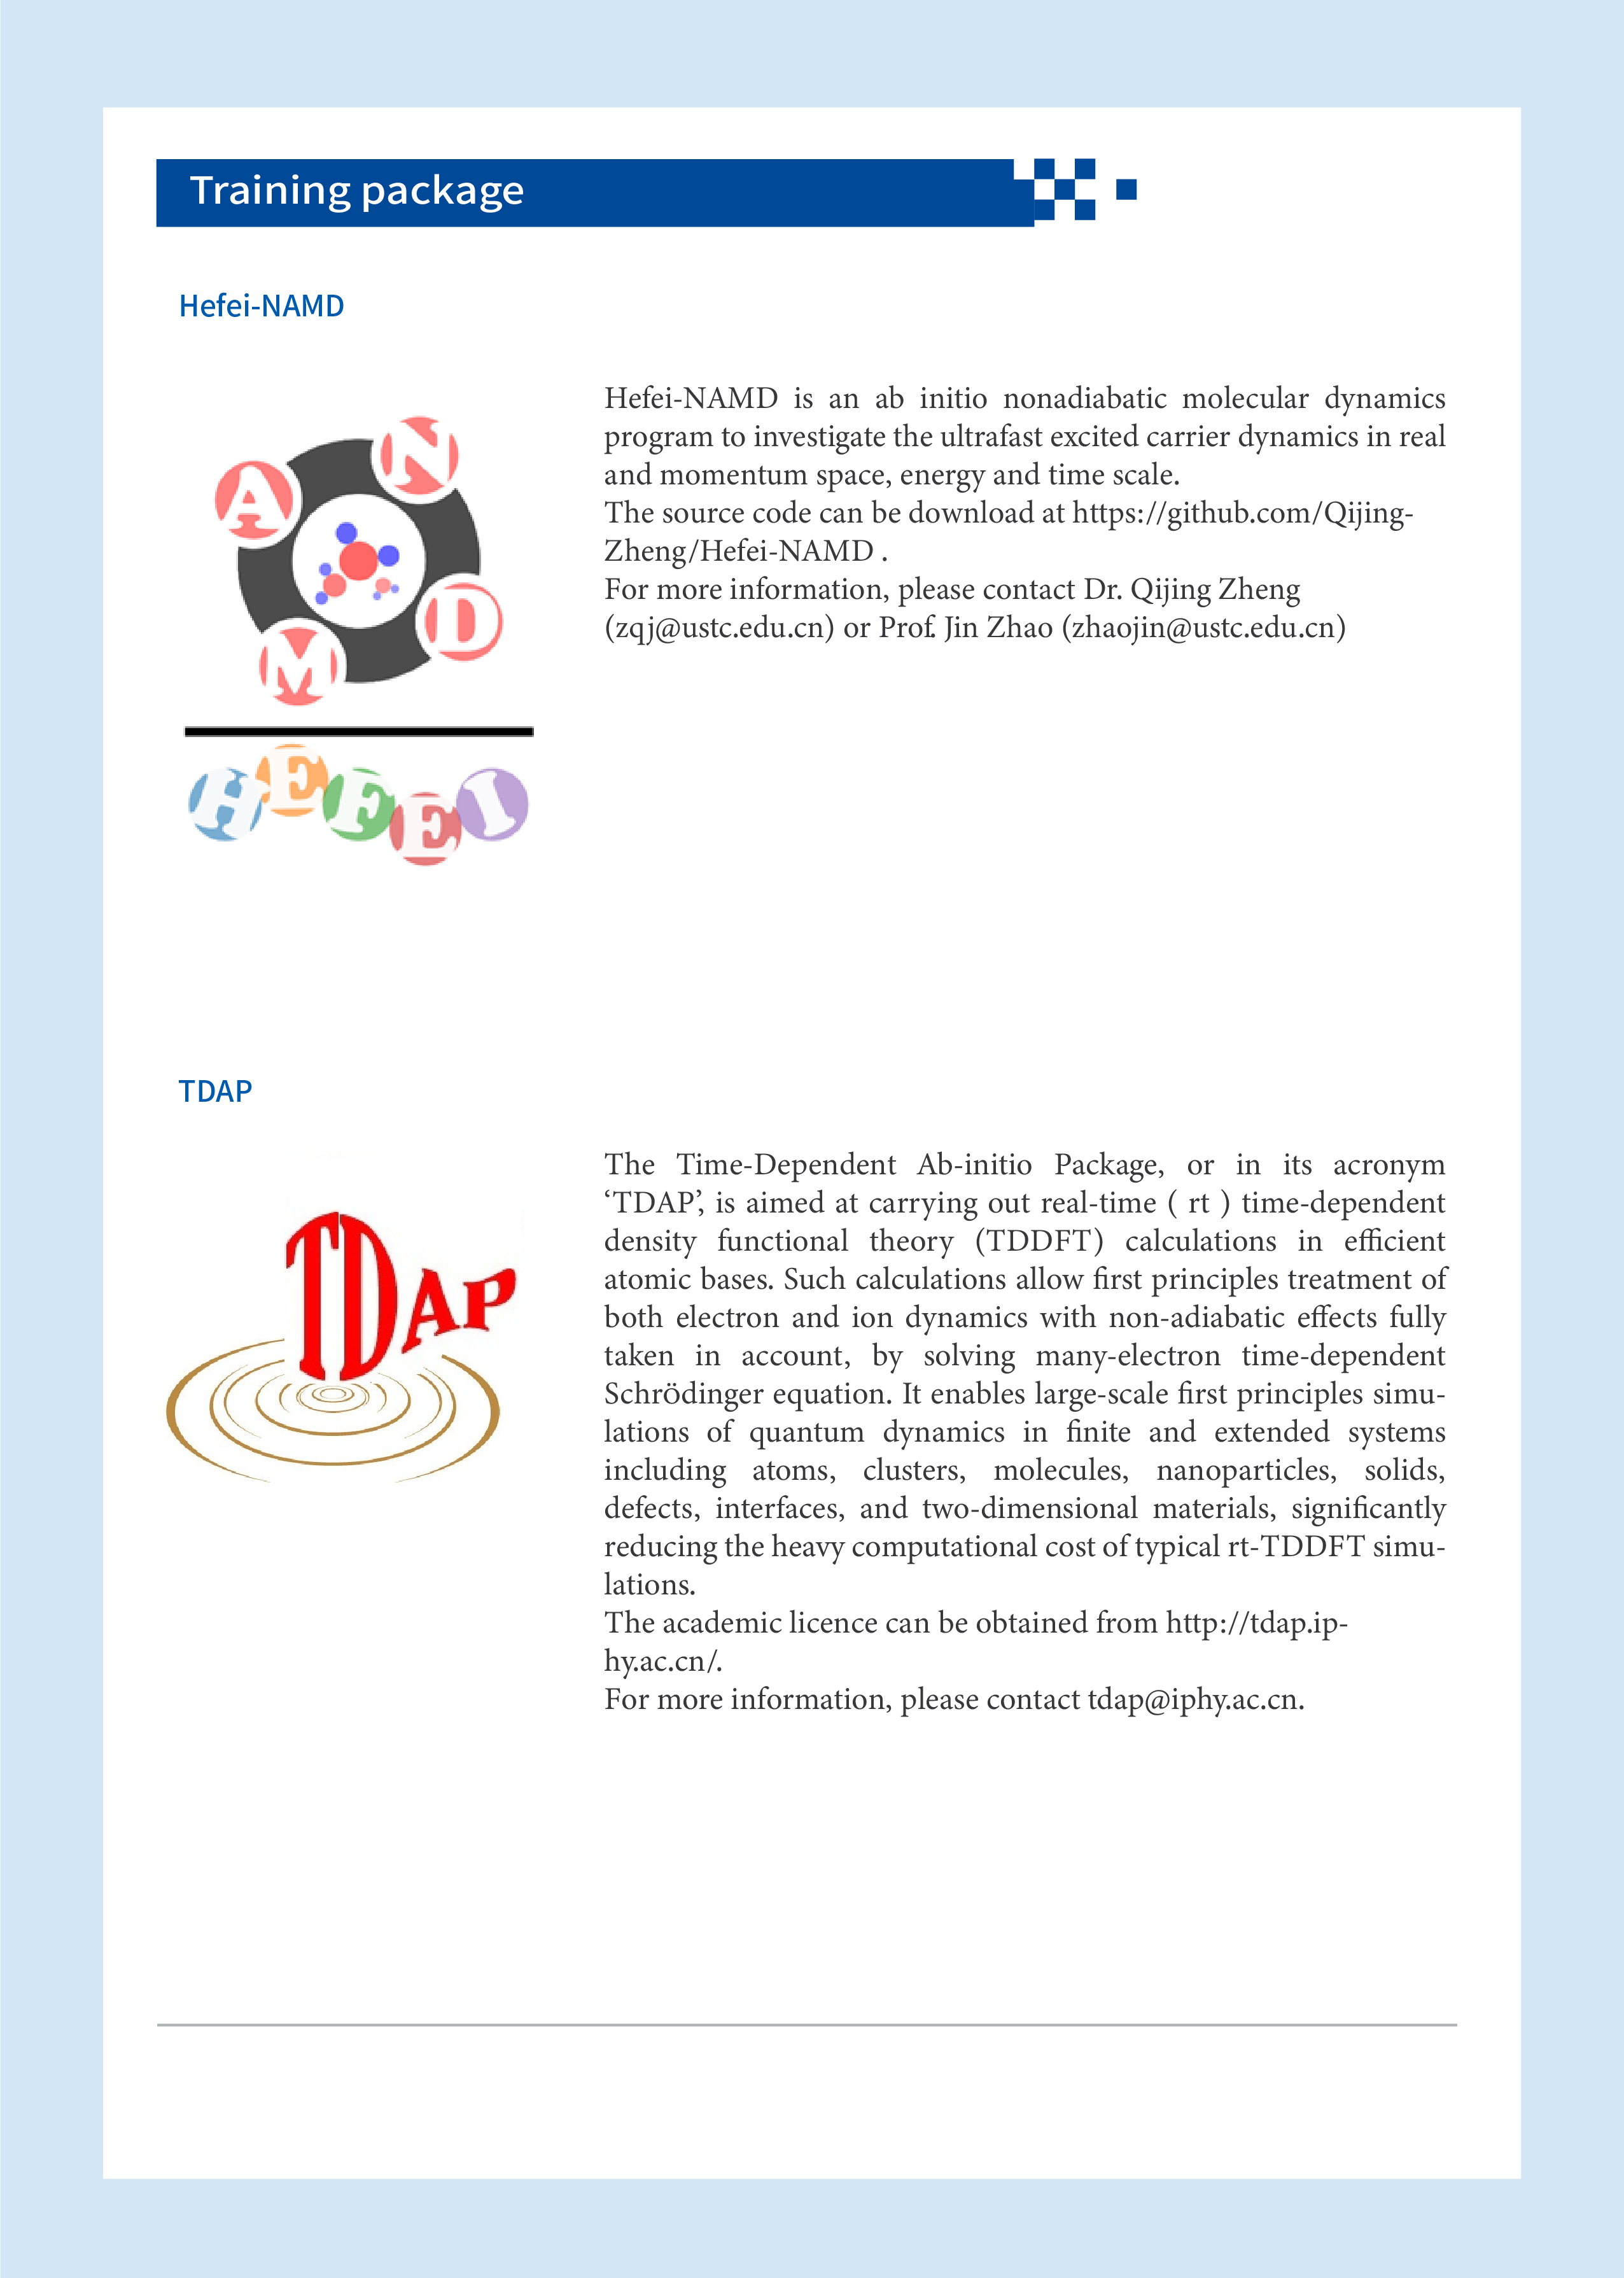 Training package
Hefei-NAMD
N
A
D
M
HEFEI
Hefei-NAMD is an ab initio nonadiabatic molecular dynamics
program to investigate the ultrafast excited carrier dynamics in real
and momentum space, energy and time scale.
The source code can be download at https://github.com/Qijing-
Zheng/Hefei-NAMD .
For more information, please contact Dr. Qijing Zheng
(zqj@ustc.edu.cn) or Prof. Jin Zhao (zhaojin@ustc.edu.cn)
TDAP
TDAP
The Time-Dependent Ab-initio Package, or in its acronym
‘TDAP’, is aimed at carrying out real-time ( rt ) time-dependent
density functional theory (TDDFT) calculations in efficient
atomic bases. Such calculations allow first principles treatment of
both electron and ion dynamics with non-adiabatic effects fully
taken in account, by solving many-electron time-dependent
Schrödinger equation. It enables large-scale first principles simu-
lations of quantum dynamics in finite and extended systems
including atoms, clusters, molecules, nanoparticles, solids,
defects, interfaces, and two-dimensional materials, significantly
reducing the heavy computational cost of typical rt-TDDFT simu-
lations.
The academic licence can be obtained from http://tdap.ip-
hy.ac.cn/.
For more information, please contact tdap@iphy.ac.cn.